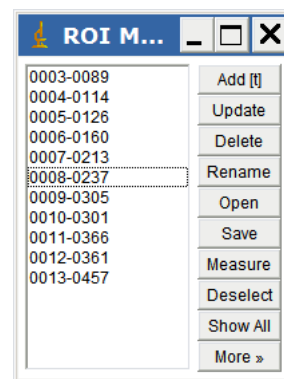 ROI M...
0003-0089
0004-0114
0005-0126
0006-0160
0007-0213
0008-0237
0009-0305
0010-0301
0011-0366
0012-0361
0013-0457
Add [t]
Update
Delete
Rename
Open
Save
Measure
Deselect
Show All
More »